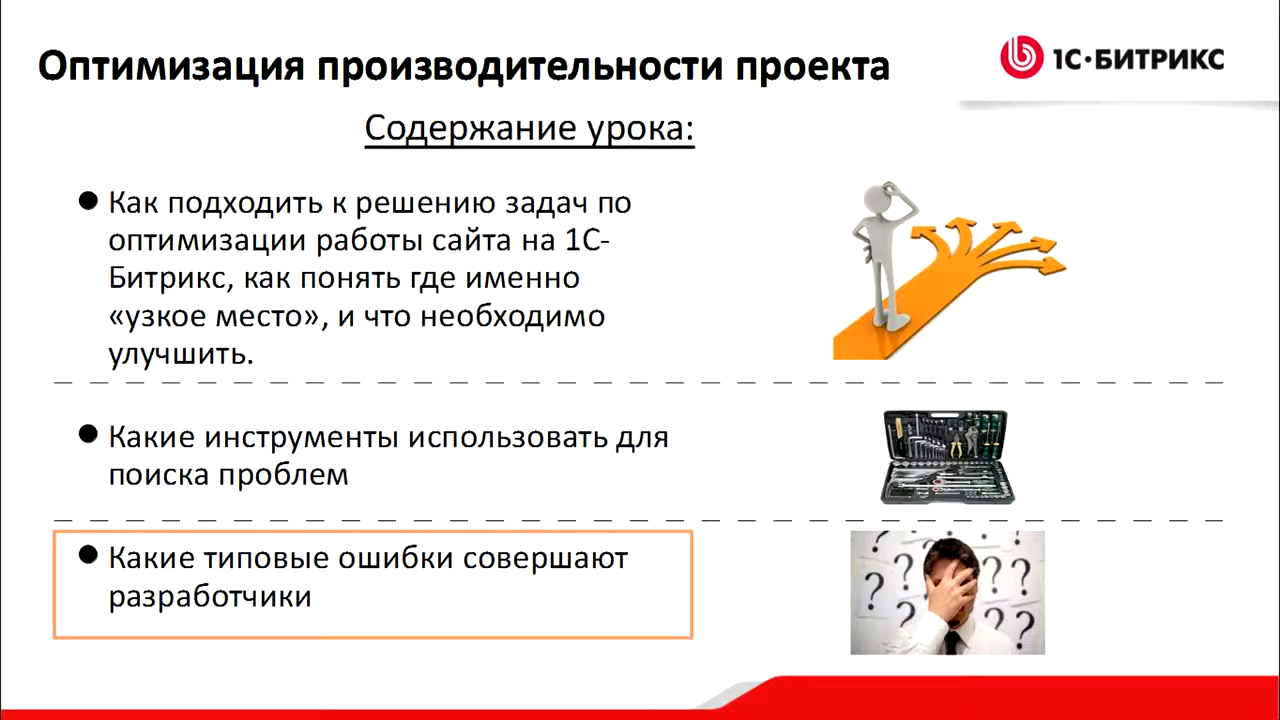 Оптимизация производительности проекта
1С·БИТРИКС
Содержание урока:
● Как подходить к решению задач по
оптимизации работы сайта на 1С-
Битрикс, как понять где именно
«узкое место», и что необходимо
улучшить.
● Какие инструменты использовать для
поиска проблем
● Какие типовые ошибки совершают
разработчики
? ? ? ? ? ? ?